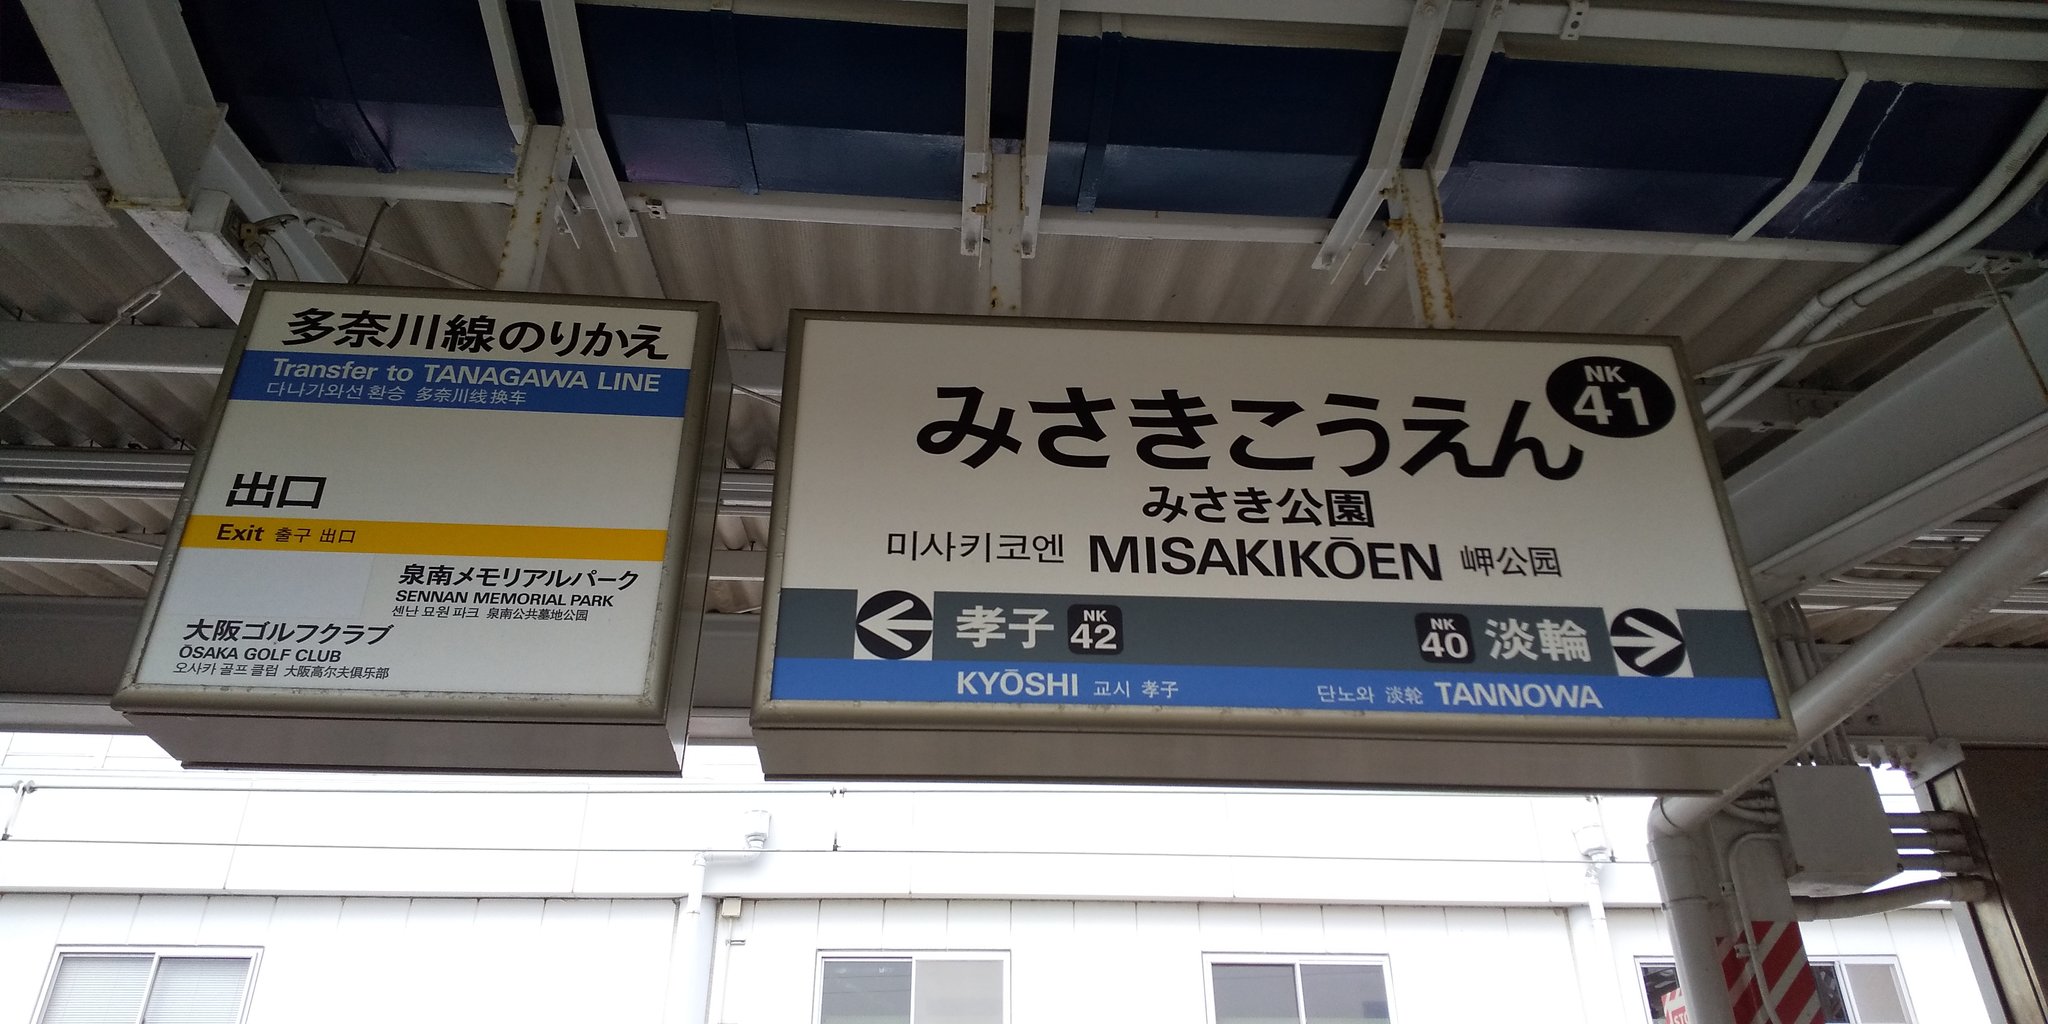 多奈川線のりかえ
Transfer to TANAGAWA LINE
다나가와선 환승 多奈川线 换车
出口
Exit 출구 出口
泉南メモリアルパーク
SENNAN MEMORIAL PARK
센난 묘원 파크 泉南公共墓地公园
大阪ゴルフクラブ
ŌSAKA GOLF CLUB
오사카 골프 클럽 大阪高尔夫俱乐部
NK
41
みさきこうえん
みさき公園
미사키코엔 MISAKIKŌEN 岬公园
孝子 NK 42
NK 40 淡輪
KYŌSHI 교시 孝子
단노와 淡轮 TANNOWA